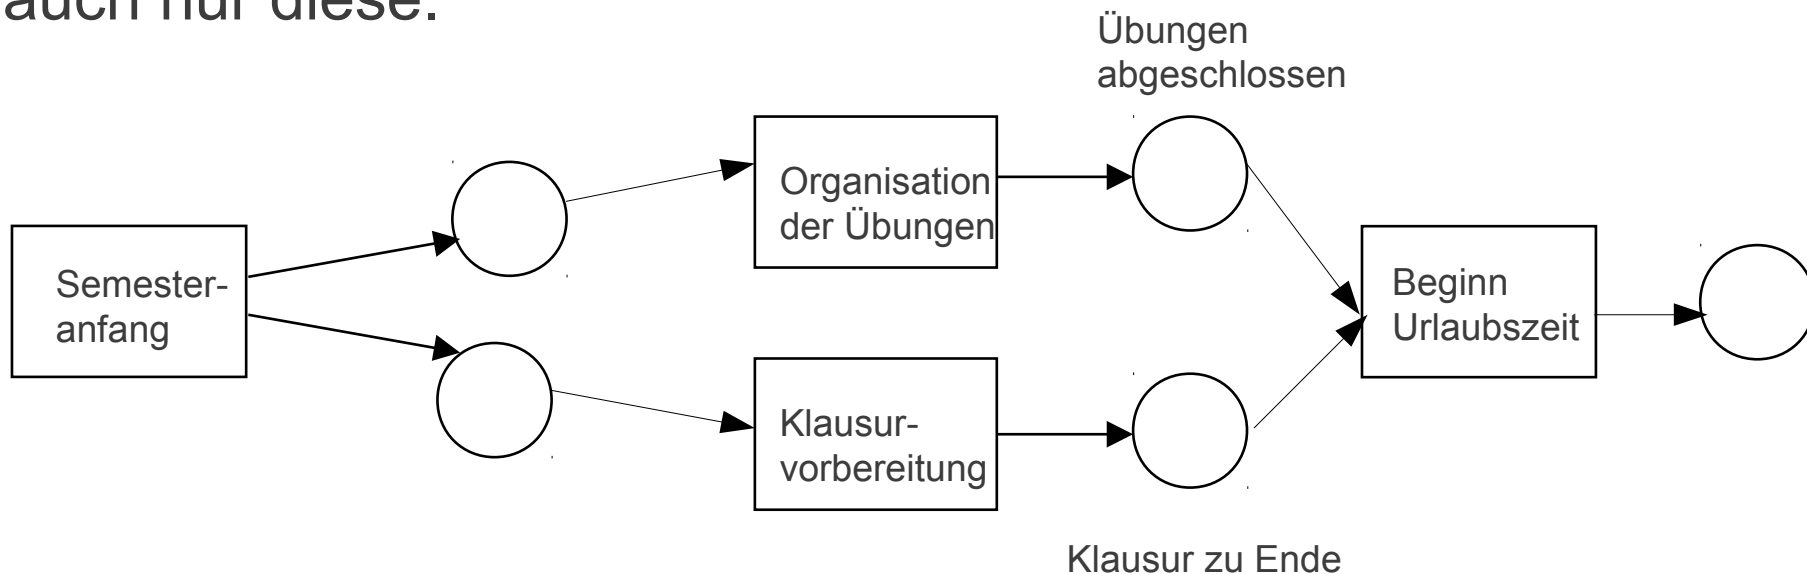 auch nur diese.
Übungen
abgeschlossen
Organisation
der Übungen
Semester-
anfang
Beginn
Urlaubszeit
Klausur-
vorbereitung
Klausur zu Ende